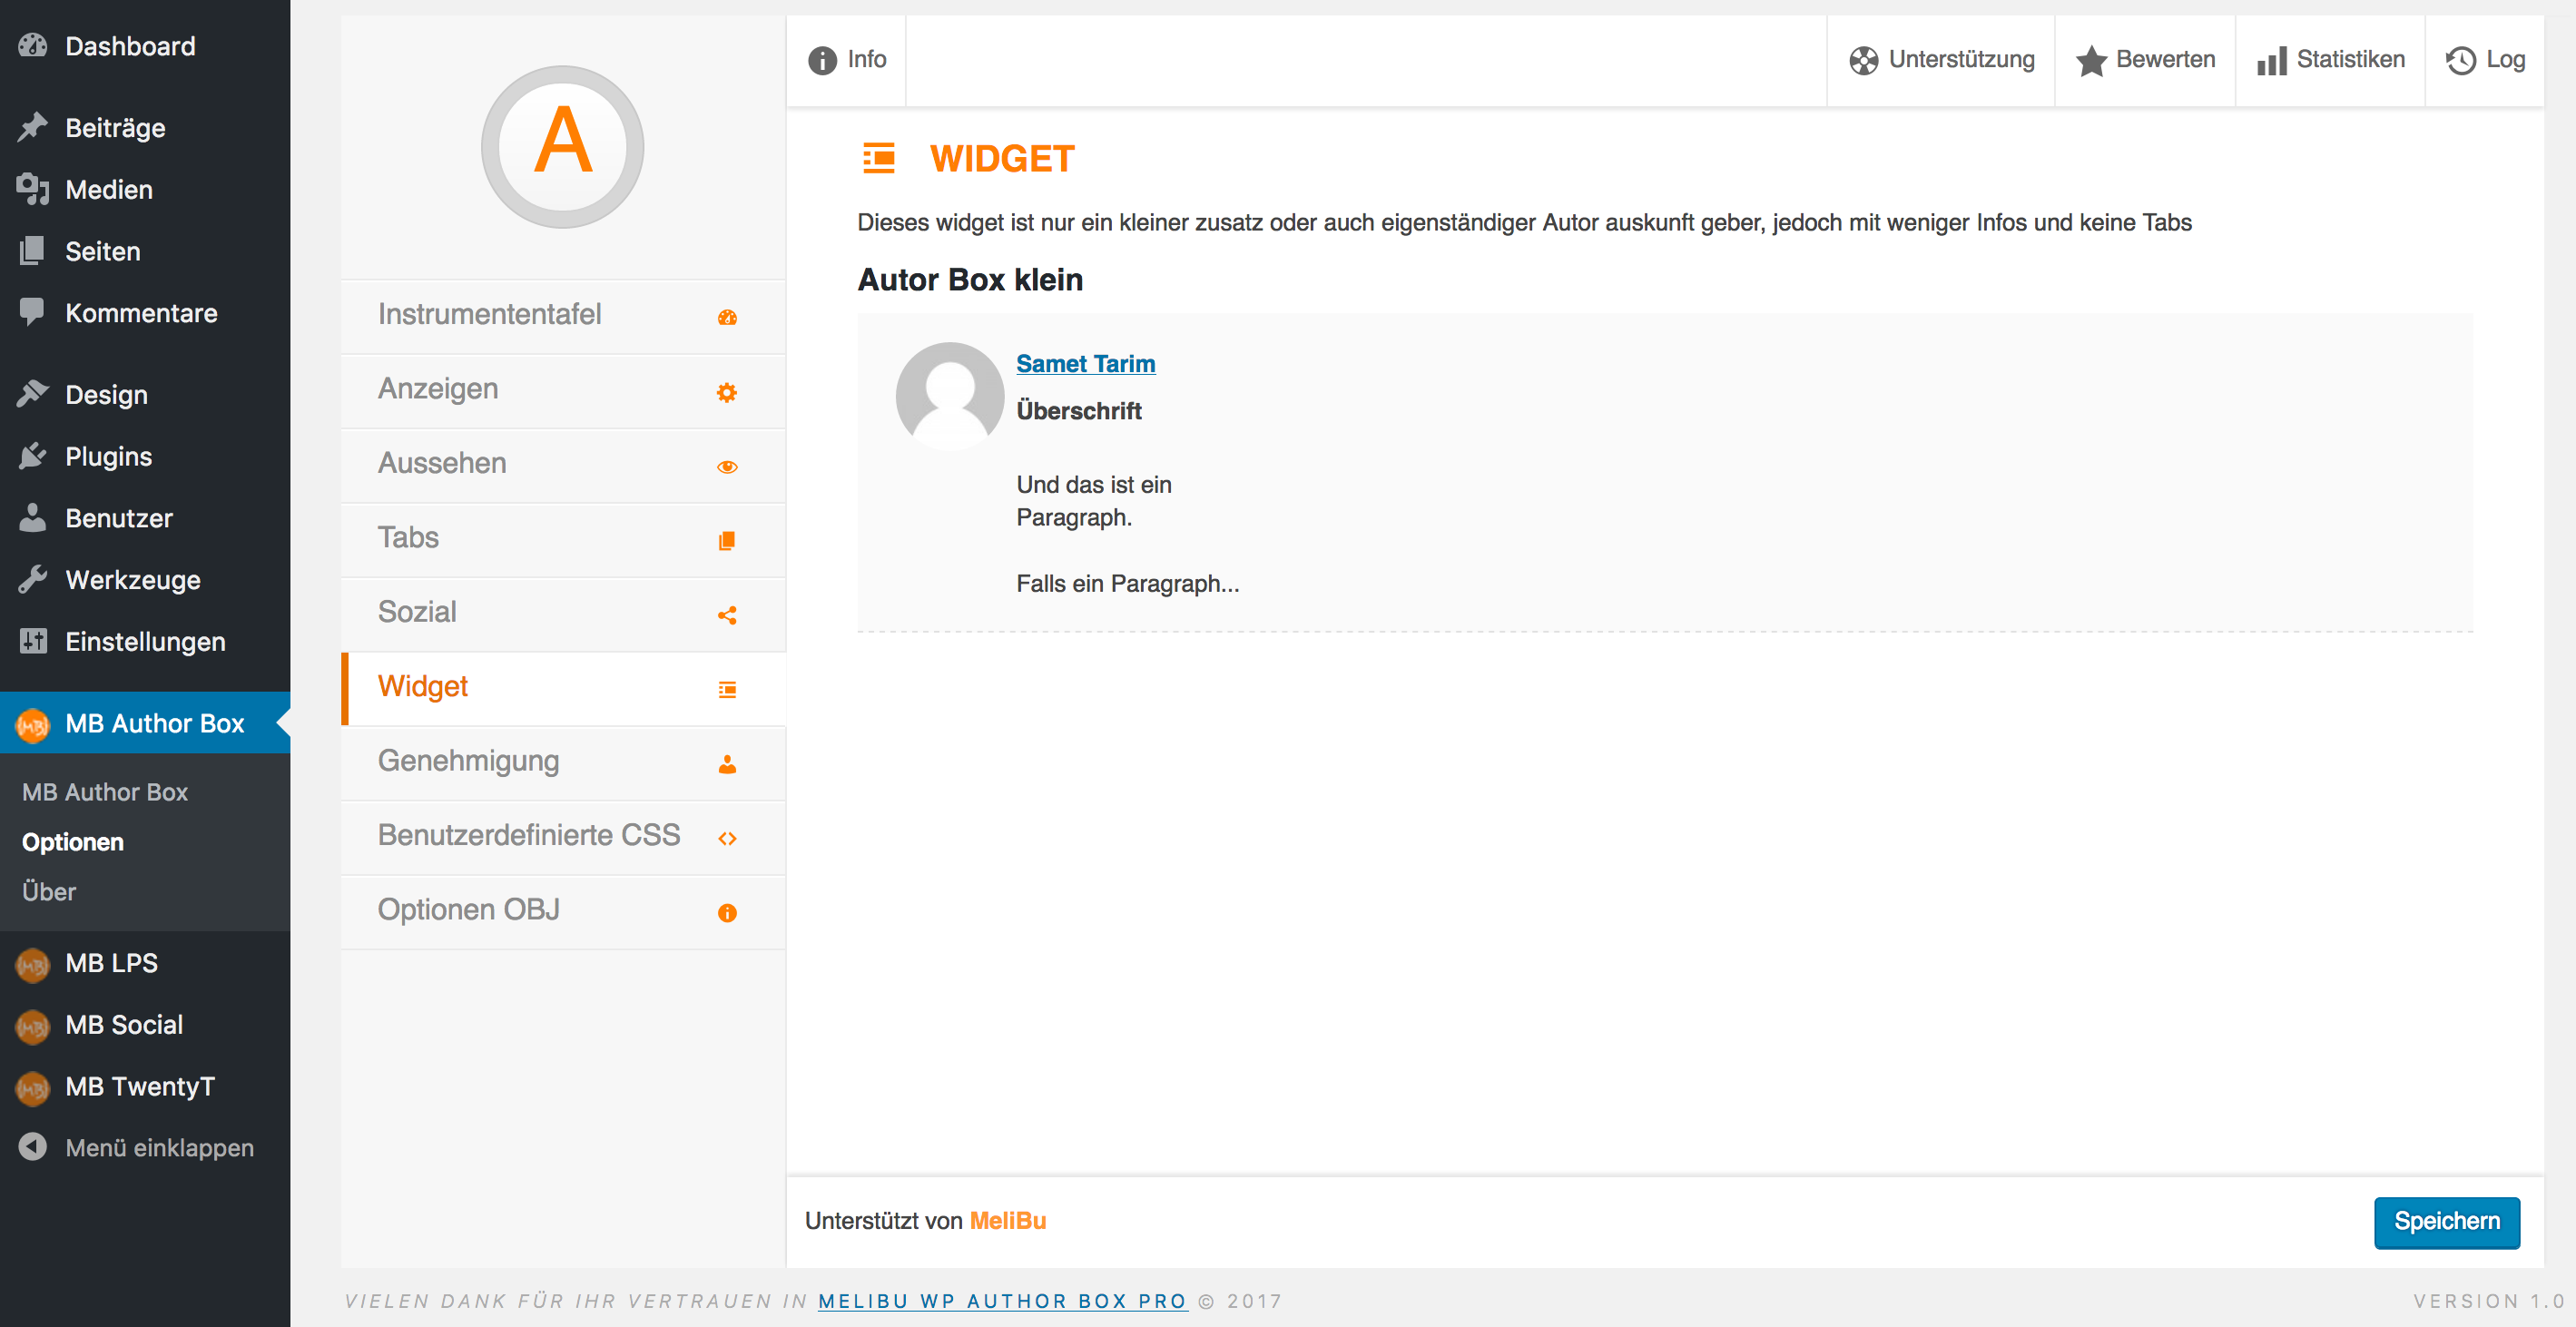 Dashboard
Beiträge
Medien
Seiten
Kommentare
Design
Plugins
Benutzer
Werkzeuge
Einstellungen
MB Author Box
MB Author Box
Optionen
Über
MB LPS
MB Social
MB TwentyT
Menü einklappen
A
Instrumententafel
Anzeigen
Aussehen
Tabs
Sozial
Widget
Genehmigung
Benutzerdefinierte CSS
Optionen OBJ
Info
Unterstützung
Bewerten
Statistiken
Log
WIDGET
Dieses widget ist nur ein kleiner zusatz oder auch eigenständiger Autor auskunft geber, jedoch mit weniger Infos und keine Tabs
Autor Box klein
Samet Tarim
Überschrift
Und das ist ein
Paragraph.
Falls ein Paragraph...
Unterstützt von MeliBu
Speichern
VIELEN DANK FÜR IHR VERTRAUEN IN MELIBU WP AUTHOR BOX PRO © 2017
VERSION 1.0